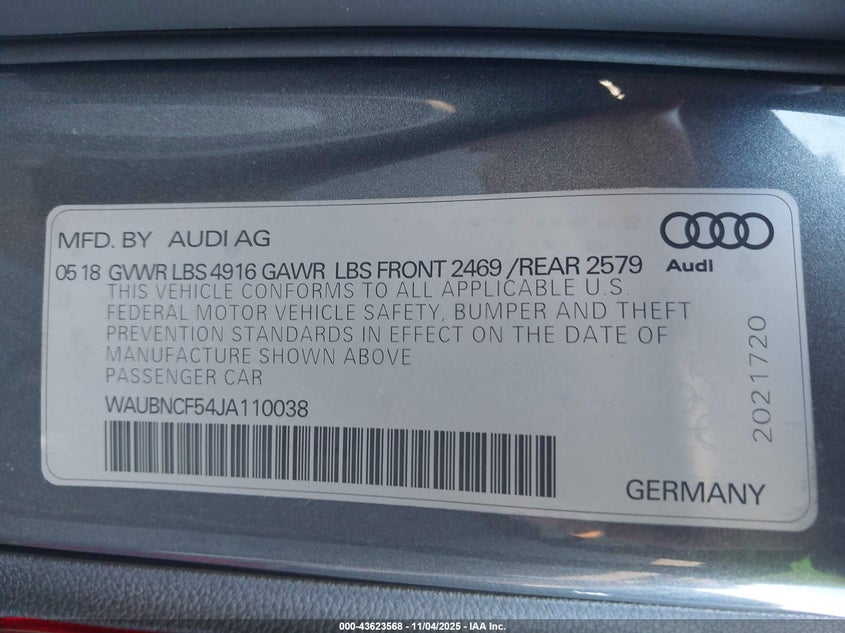 MFD. BY AUDI AG
Audi
05 18 GVWR LBS 4916 GAWR LBS FRONT 2469 /REAR 2579
THIS VEHICLE CONFORMS TO ALL APPLICABLE U.S.
FEDERAL MOTOR VEHICLE SAFETY, BUMPER AND THEFT
PREVENTION STANDARDS IN EFFECT ON THE DATE OF
MANUFACTURE SHOWN ABOVE
PASSENGER CAR
WAUBNCF54JA110038
2021720
GERMANY
000-43623568 - 11/04/2025 - IAA Inc.